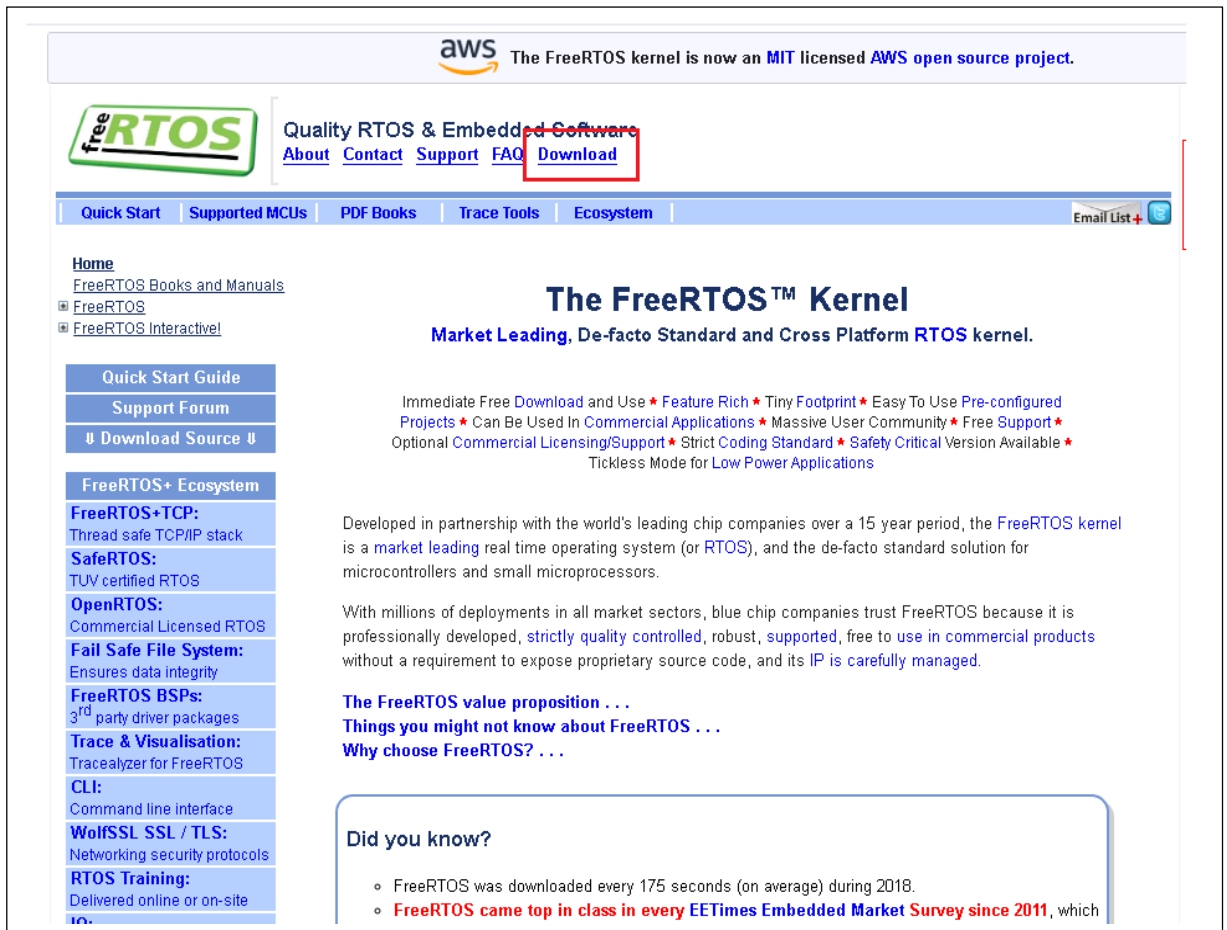 aws The FreeRTOS kernel is now an MIT licensed AWS open source project.
freeRTOS
Quality RTOS & Embedded Software
About Contact Support FAQ Download
Quick Start Supported MCUs PDF Books Trace Tools Ecosystem Email List +
Home
FreeRTOS Books and Manuals
FreeRTOS
FreeRTOS Interactive!
Quick Start Guide
Support Forum
⇓ Download Source ⇓
FreeRTOS+ Ecosystem
FreeRTOS+TCP:
Thread safe TCP/IP stack
SafeRTOS:
TUV certified RTOS
OpenRTOS:
Commercial Licensed RTOS
Fail Safe File System:
Ensures data integrity
FreeRTOS BSPs:
3rd party driver packages
Trace & Visualisation:
Tracealyzer for FreeRTOS
CLI:
Command line interface
WolfSSL SSL / TLS:
Networking security protocols
RTOS Training:
Delivered online or on-site
IO:
The FreeRTOS™ Kernel
Market Leading, De-facto Standard and Cross Platform RTOS kernel.
Immediate Free Download and Use ★ Feature Rich ★ Tiny Footprint ★ Easy To Use Pre-configured
Projects ★ Can Be Used In Commercial Applications ★ Massive User Community ★ Free Support ★
Optional Commercial Licensing/Support ★ Strict Coding Standard ★ Safety Critical Version Available ★
Tickless Mode for Low Power Applications
Developed in partnership with the world's leading chip companies over a 15 year period, the FreeRTOS kernel
is a market leading real time operating system (or RTOS), and the de-facto standard solution for
microcontrollers and small microprocessors.
With millions of deployments in all market sectors, blue chip companies trust FreeRTOS because it is
professionally developed, strictly quality controlled, robust, supported, free to use in commercial products
without a requirement to expose proprietary source code, and its IP is carefully managed.
The FreeRTOS value proposition . . .
Things you might not know about FreeRTOS . . .
Why choose FreeRTOS? . . .
Did you know?
FreeRTOS was downloaded every 175 seconds (on average) during 2018.
FreeRTOS came top in class in every EETimes Embedded Market Survey since 2011, which